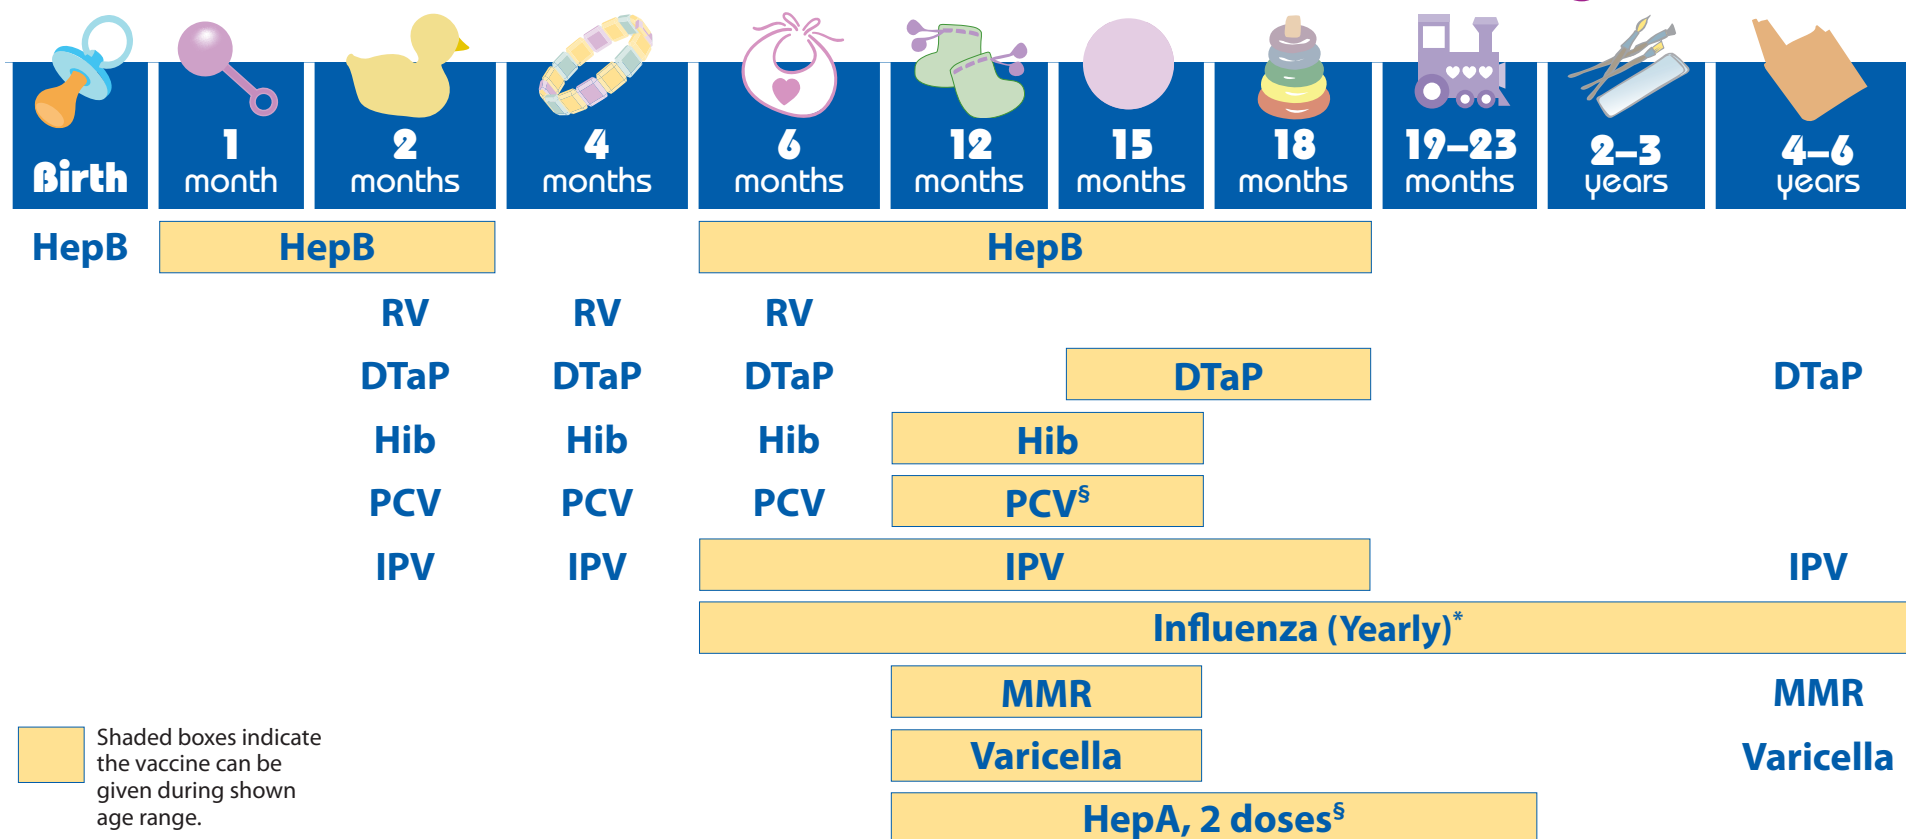 Birth
1
month
2
months
4
months
6
months
12
months
15
months
18
months
19–23
months
2–3
years
4–6
years
HepB HepB HepB
RV RV RV
DTaP DTaP DTaP DTaP DTaP
Hib Hib Hib Hib
PCV PCV PCV PCV§
IPV IPV IPV IPV
Influenza (Yearly)*
MMR MMR
Varicella Varicella
HepA, 2 doses§
Shaded boxes indicate
the vaccine can be
given during shown
age range.